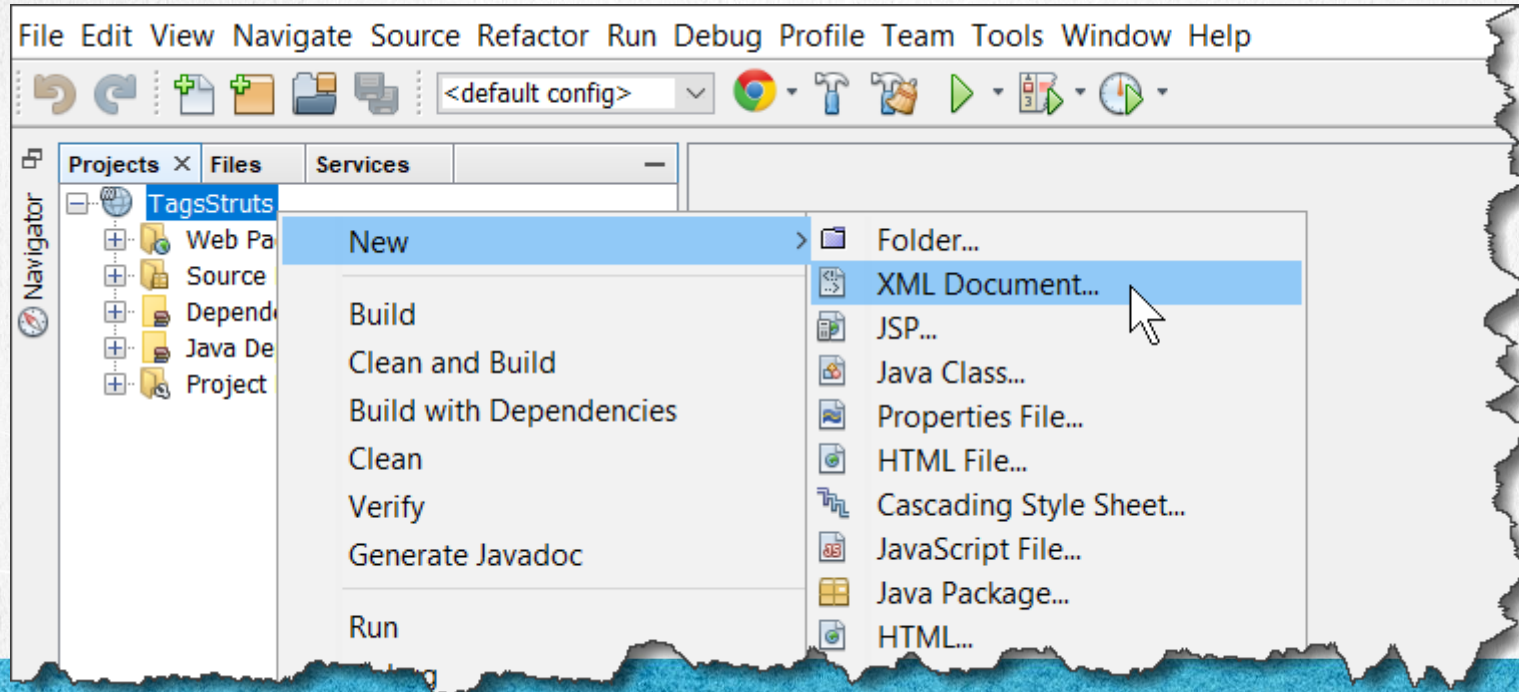 File Edit View Navigate Source Refactor Run Debug Profile Team Tools Window Help
<default config>
Projects × Files Services
Navigator
TagsStruts
Web Pa
Source
Depend
Java De
Project
New
Build
Clean and Build
Build with Dependencies
Clean
Verify
Generate Javadoc
Run
Folder...
XML Document...
JSP...
Java Class...
Properties File...
HTML File...
Cascading Style Sheet...
JavaScript File...
Java Package...
HTML...